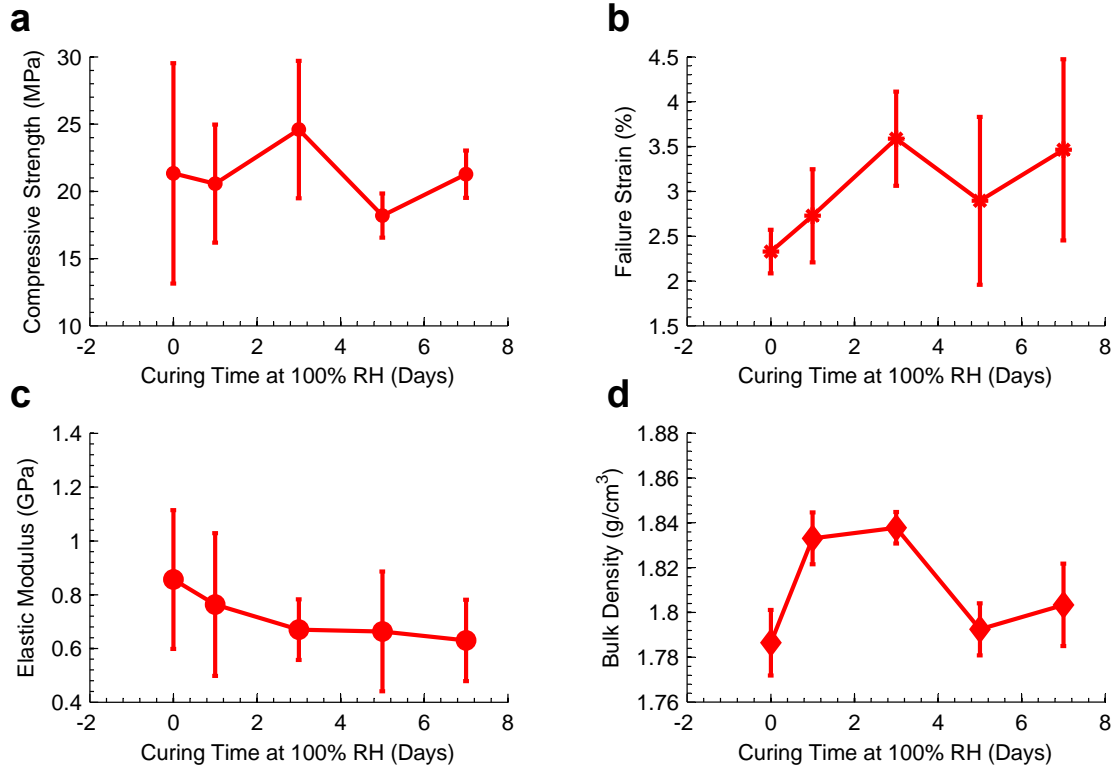 a
30
25
20
15
10
Compressive Strength (MPa)
-2 0 2 4 6 8
Curing Time at 100% RH (Days)
b
4.5
4
3.5
3
2.5
2
1.5
Failure Strain (%)
-2 0 2 4 6 8
Curing Time at 100% RH (Days)
c
1.4
1.2
1
0.8
0.6
0.4
Elastic Modulus (GPa)
-2 0 2 4 6 8
Curing Time at 100% RH (Days)
d
1.88
1.86
1.84
1.82
1.8
1.78
1.76
Bulk Density (g/cm³)
-2 0 2 4 6 8
Curing Time at 100% RH (Days)